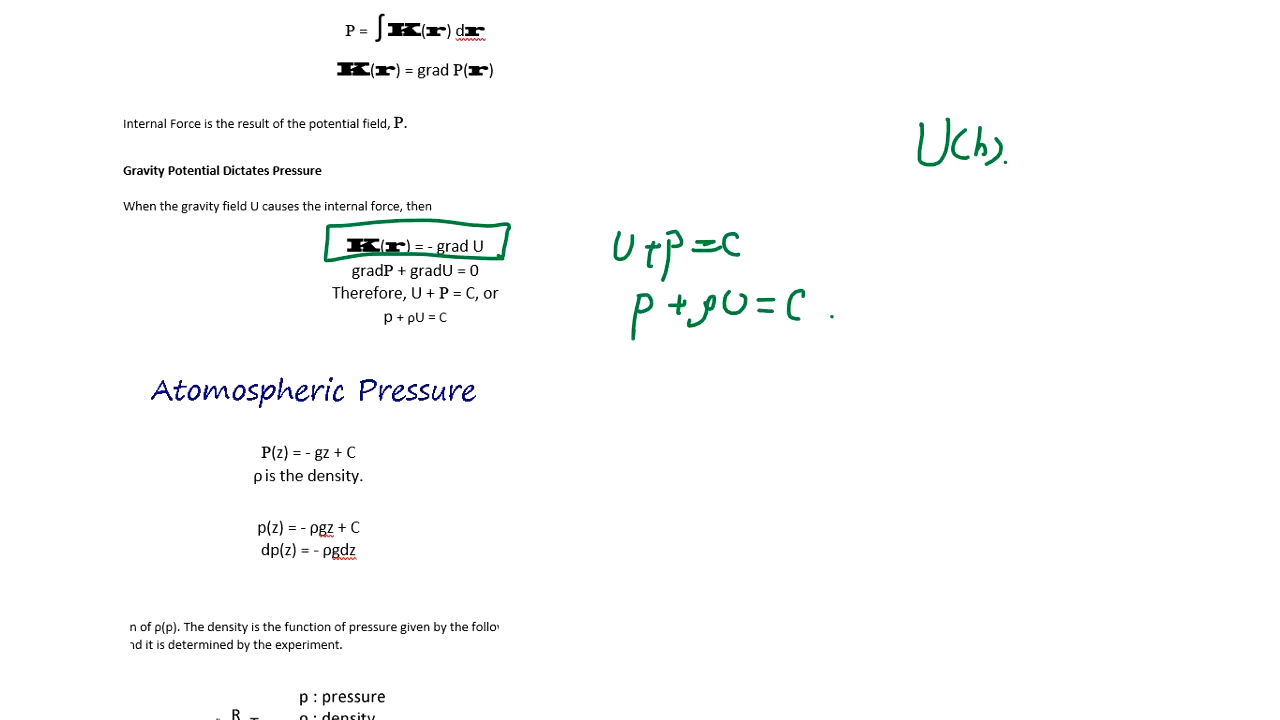 P = ∫ K(r) dr
K(r) = grad P(r)
Internal Force is the result of the potential field, P.
U(h).
Gravity Potential Dictates Pressure
When the gravity field U causes the internal force, then
K(r) = - grad U
U + P = C
gradP + gradU = 0
Therefore, U + P = C, or
p + ρU = C
p + ρU = C .
Atomospheric Pressure
P(z) = - gz + C
ρ is the density.
p(z) = - ρgz + C
dp(z) = - ρgdz
n of ρ(p). The density is the function of pressure given by the follo
nd it is determined by the experiment.
p : pressure
R
ρ : density